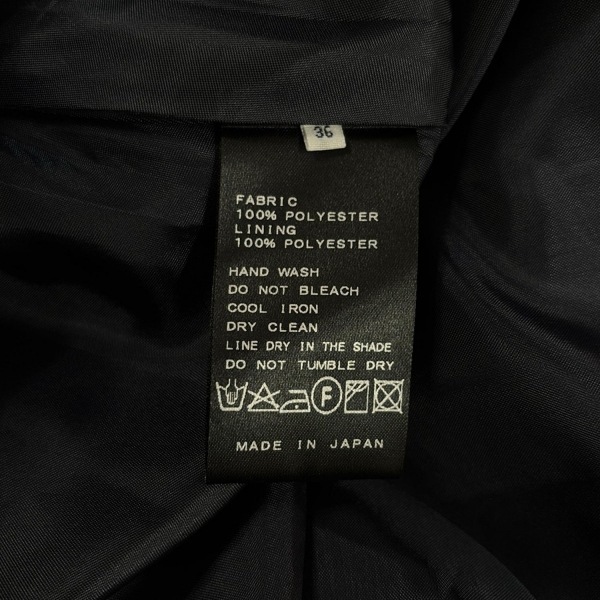 36
FABRIC
100% POLYESTER
LINING
100% POLYESTER
HAND WASH
DO NOT BLEACH
COOL IRON
DRY CLEAN
LINE DRY IN THE SHADE
DO NOT TUMBLE DRY
F
MADE IN JAPAN